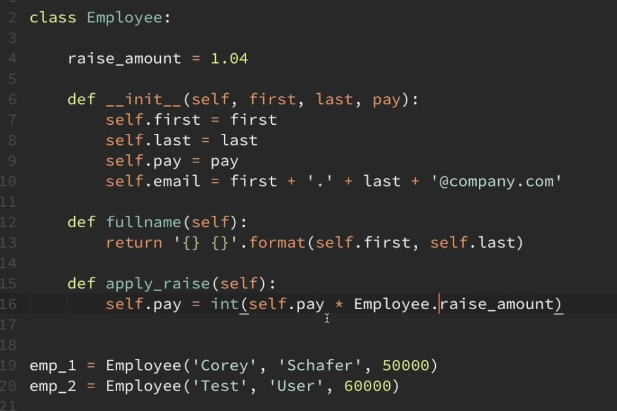 2 class Employee:
3
4     raise_amount = 1.04
5
6     def __init__(self, first, last, pay):
7         self.first = first
8         self.last = last
9         self.pay = pay
10         self.email = first + '.' + last + '@company.com'
11
12     def fullname(self):
13         return '{} {}'.format(self.first, self.last)
14
15     def apply_raise(self):
16         self.pay = int(self.pay * Employee.raise_amount)
17
18
19 emp_1 = Employee('Corey', 'Schafer', 50000)
20 emp_2 = Employee('Test', 'User', 60000)
21